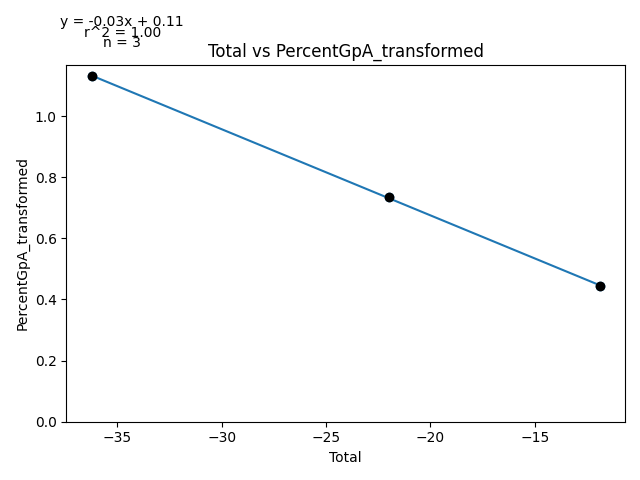 y = -0.03x + 0.11
r^2 = 1.00
n = 3
Total vs PercentGpA_transformed
PercentGpA_transformed
1.0
0.8
0.6
0.4
0.2
0.0
−35
−30
−25
−20
−15
Total